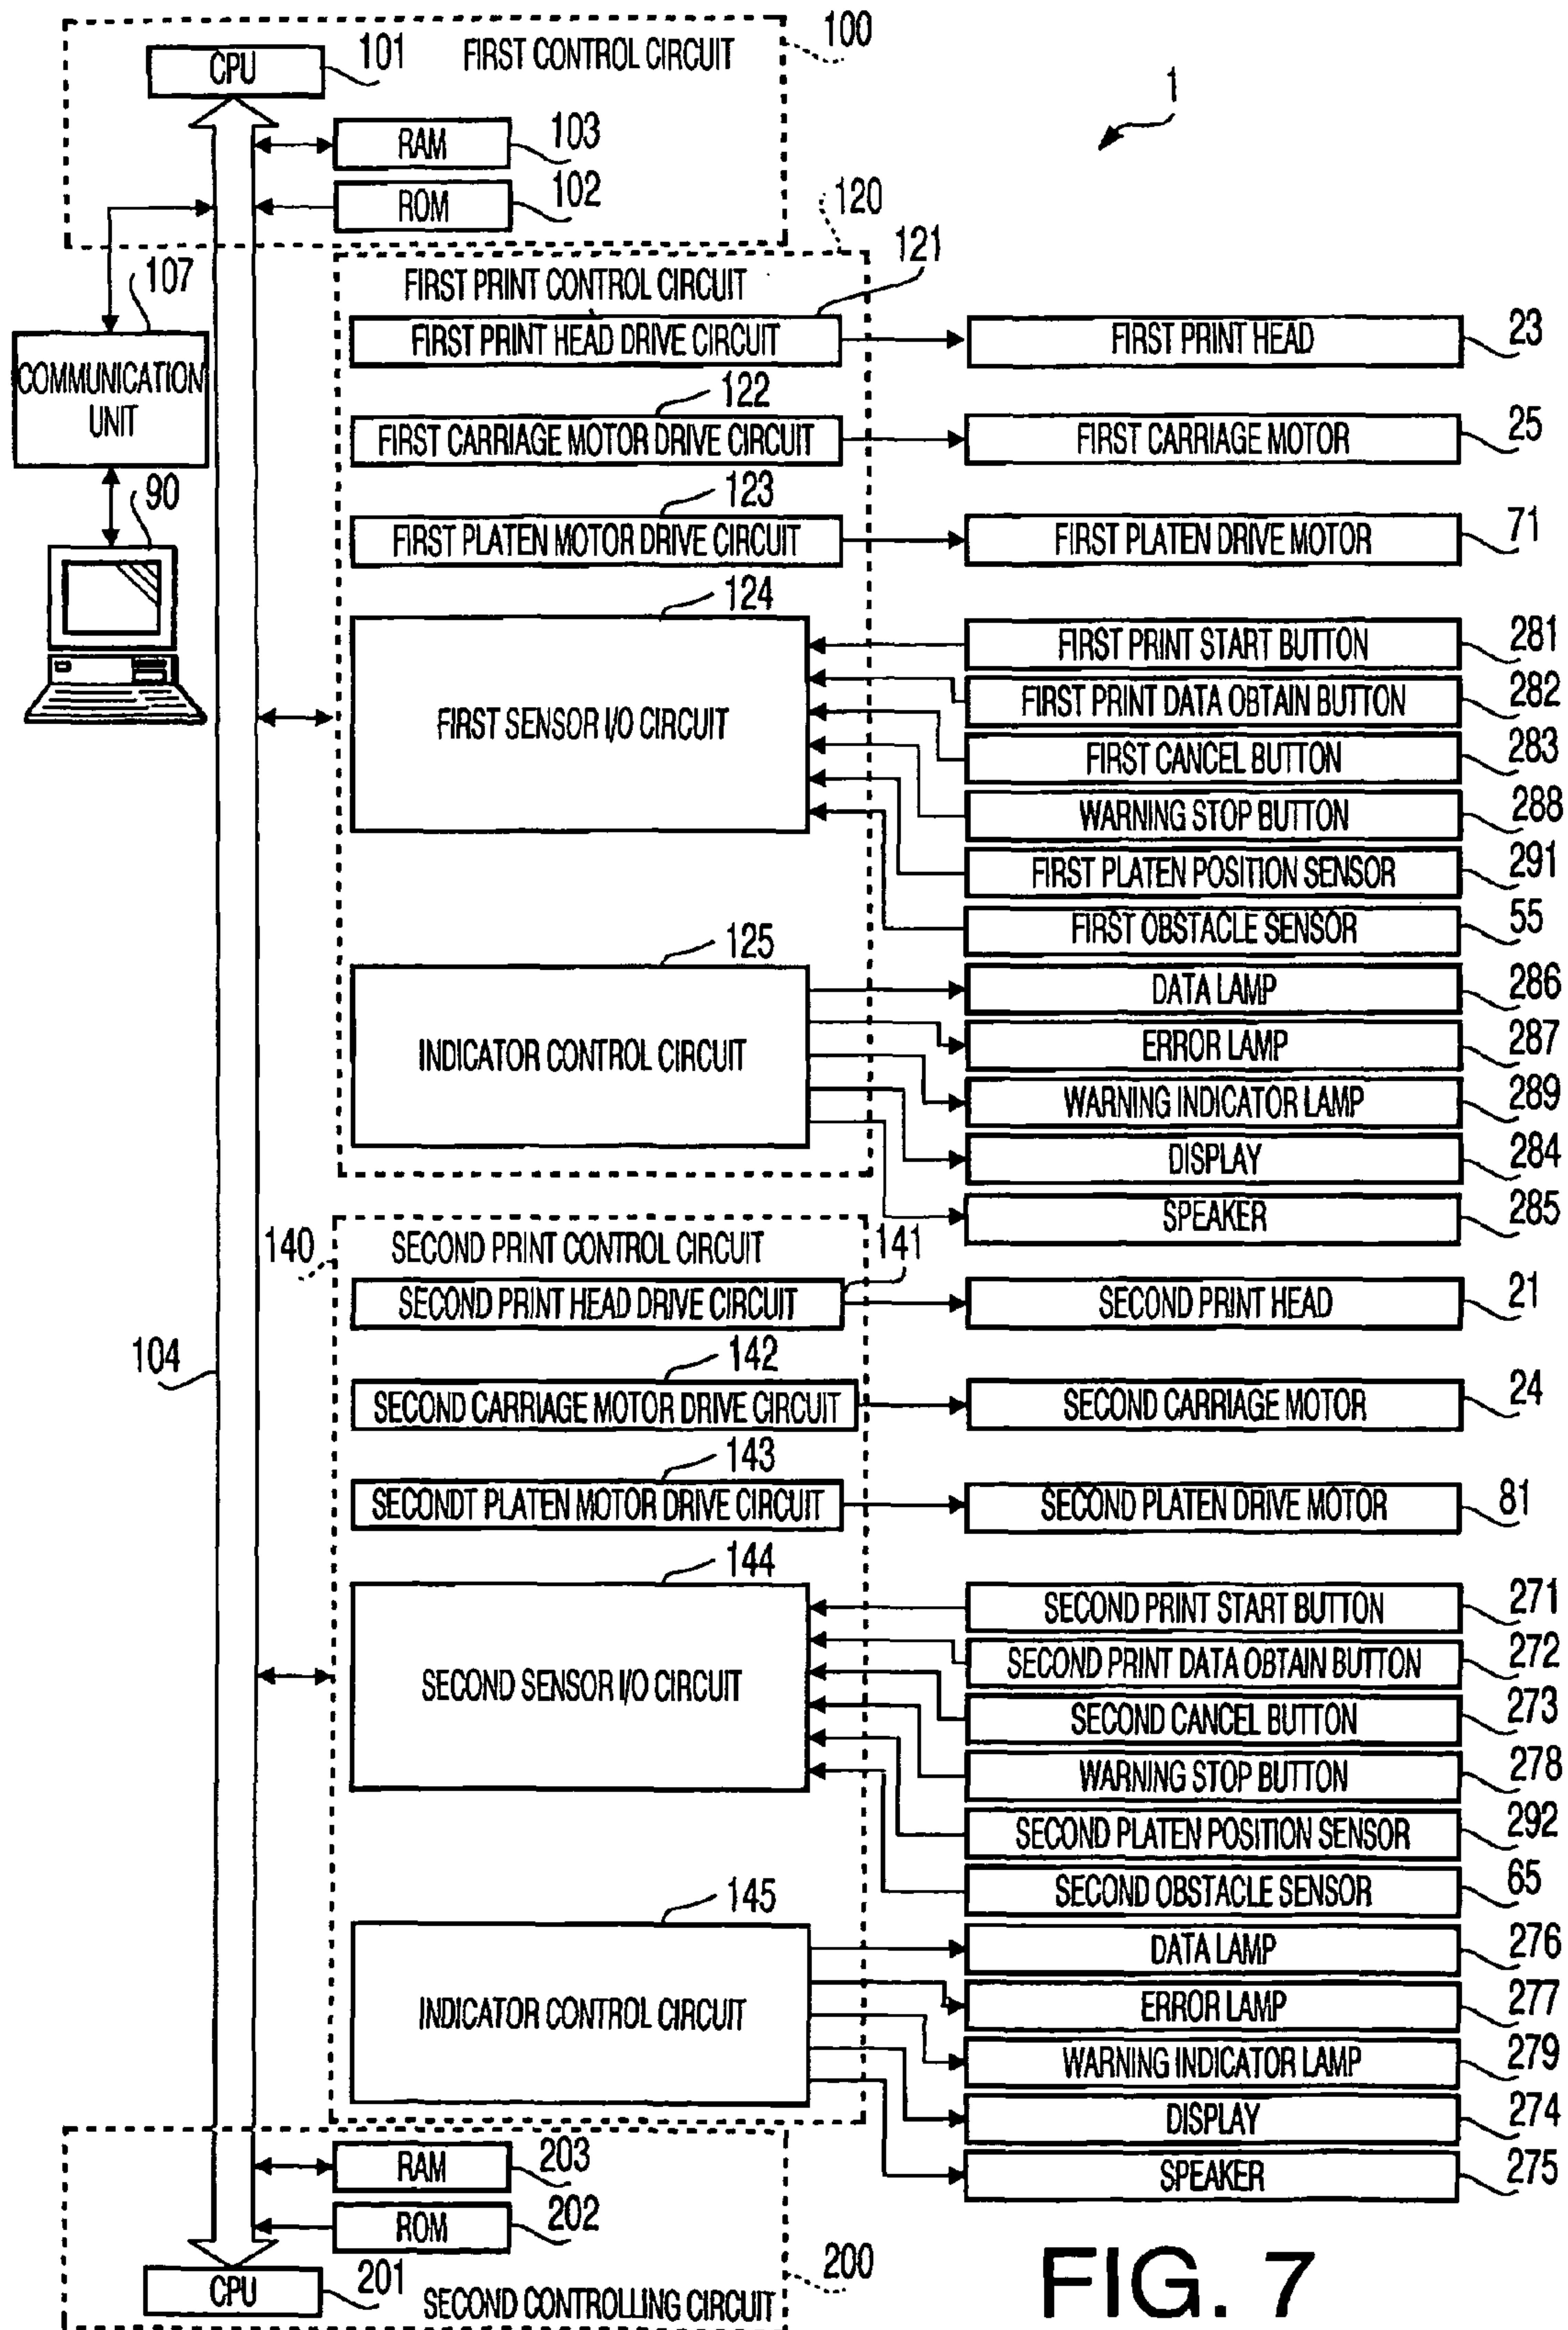 100
CPU
101
FIRST CONTROL CIRCUIT
1
RAM
103
ROM
102
120
121
107
FIRST PRINT CONTROL CIRCUIT
FIRST PRINT HEAD DRIVE CIRCUIT
FIRST PRINT HEAD
23
COMMUNICATION
UNIT
122
FIRST CARRIAGE MOTOR DRIVE CIRCUIT
FIRST CARRIAGE MOTOR
25
90
123
FIRST PLATEN MOTOR DRIVE CIRCUIT
FIRST PLATEN DRIVE MOTOR
71
124
FIRST SENSOR I/O CIRCUIT
FIRST PRINT START BUTTON
281
FIRST PRINT DATA OBTAIN BUTTON
282
FIRST CANCEL BUTTON
283
WARNING STOP BUTTON
288
FIRST PLATEN POSITION SENSOR
291
FIRST OBSTACLE SENSOR
55
125
INDICATOR CONTROL CIRCUIT
DATA LAMP
286
ERROR LAMP
287
WARNING INDICATOR LAMP
289
DISPLAY
284
SPEAKER
285
140
SECOND PRINT CONTROL CIRCUIT
141
SECOND PRINT HEAD DRIVE CIRCUIT
SECOND PRINT HEAD
21
104
142
SECOND CARRIAGE MOTOR DRIVE CIRCUIT
SECOND CARRIAGE MOTOR
24
143
SECONDT PLATEN MOTOR DRIVE CIRCUIT
SECOND PLATEN DRIVE MOTOR
81
144
SECOND SENSOR I/O CIRCUIT
SECOND PRINT START BUTTON
271
SECOND PRINT DATA OBTAIN BUTTON
272
SECOND CANCEL BUTTON
273
WARNING STOP BUTTON
278
SECOND PLATEN POSITION SENSOR
292
SECOND OBSTACLE SENSOR
65
145
INDICATOR CONTROL CIRCUIT
DATA LAMP
276
ERROR LAMP
277
WARNING INDICATOR LAMP
279
DISPLAY
274
SPEAKER
275
RAM
203
ROM
202
CPU
201
SECOND CONTROLLING CIRCUIT
200
FIG. 7